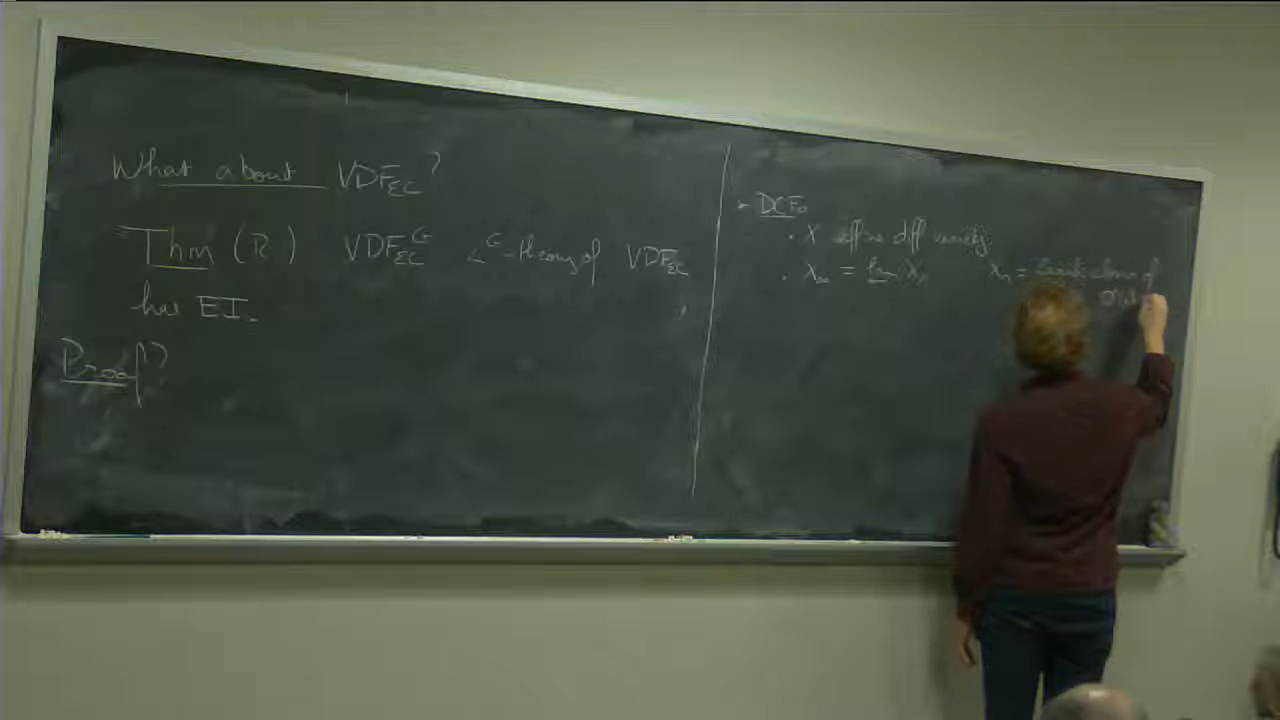 What about VDF_EC?
Thm (R) VDF_EC^G L^G-theory of VDF_EC
has EI.
Proof?
DCF₀
· X affine diff variety.
· X_∞ = lim X_n X_n = Zariski closure of